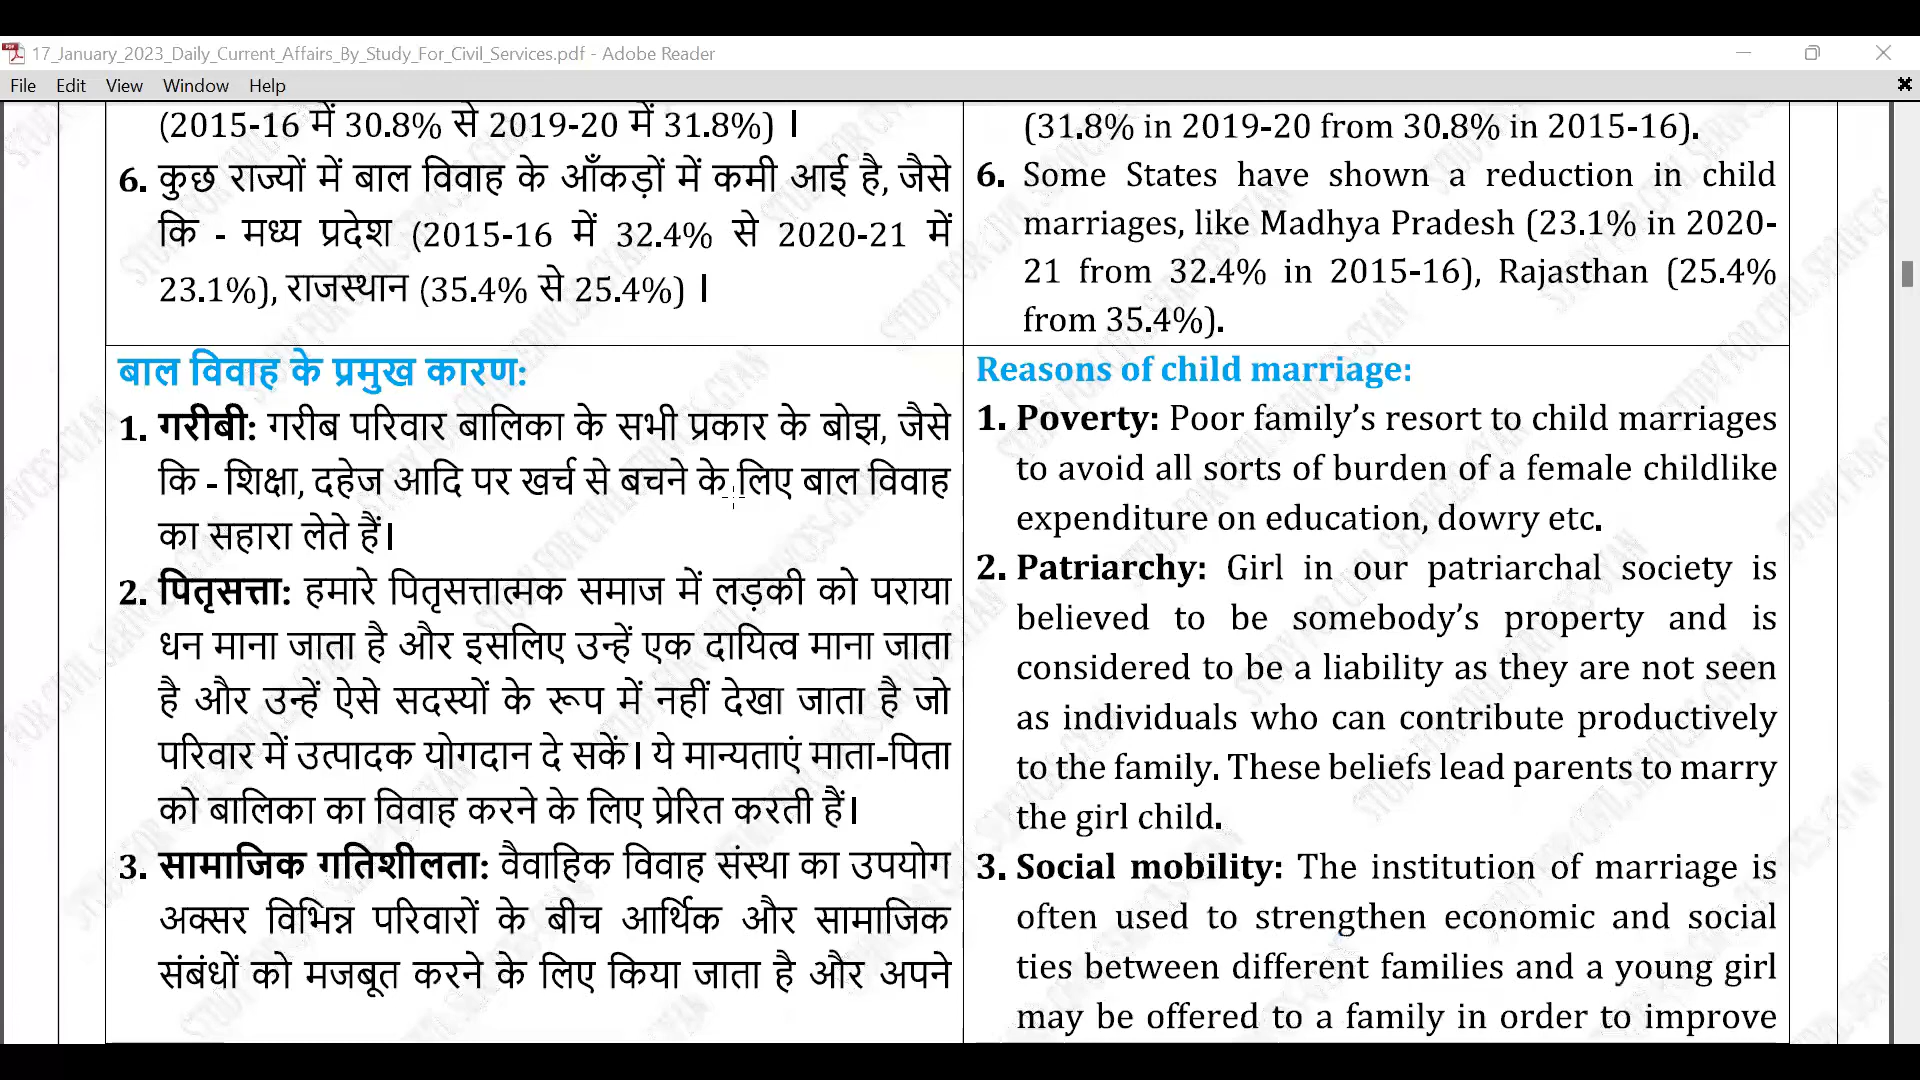 17_January_2023_Daily_Current_Affairs_By_Study_For_Civil_Services.pdf - Adobe Reader
File Edit View Window Help
(2015-16 में 30.8% से 2019-20 में 31.8%) ।
6. कुछ राज्यों में बाल विवाह के आँकड़ों में कमी आई है, जैसे
कि - मध्य प्रदेश (2015-16 में 32.4% से 2020-21 में
23.1%), राजस्थान (35.4% से 25.4%) ।
बाल विवाह के प्रमुख कारण:
1. गरीबी: गरीब परिवार बालिका के सभी प्रकार के बोझ, जैसे
कि - शिक्षा, दहेज आदि पर खर्च से बचने के लिए बाल विवाह
का सहारा लेते हैं।
2. पितृसत्ता: हमारे पितृसत्तात्मक समाज में लड़की को पराया
धन माना जाता है और इसलिए उन्हें एक दायित्व माना जाता
है और उन्हें ऐसे सदस्यों के रूप में नहीं देखा जाता है जो
परिवार में उत्पादक योगदान दे सकें। ये मान्यताएं माता-पिता
को बालिका का विवाह करने के लिए प्रेरित करती हैं।
3. सामाजिक गतिशीलता: वैवाहिक विवाह संस्था का उपयोग
अक्सर विभिन्न परिवारों के बीच आर्थिक और सामाजिक
संबंधों को मजबूत करने के लिए किया जाता है और अपने
(31.8% in 2019-20 from 30.8% in 2015-16).
6. Some States have shown a reduction in child
marriages, like Madhya Pradesh (23.1% in 2020-
21 from 32.4% in 2015-16), Rajasthan (25.4%
from 35.4%).
Reasons of child marriage:
1. Poverty: Poor family’s resort to child marriages
to avoid all sorts of burden of a female childlike
expenditure on education, dowry etc.
2. Patriarchy: Girl in our patriarchal society is
believed to be somebody’s property and is
considered to be a liability as they are not seen
as individuals who can contribute productively
to the family. These beliefs lead parents to marry
the girl child.
3. Social mobility: The institution of marriage is
often used to strengthen economic and social
ties between different families and a young girl
may be offered to a family in order to improve